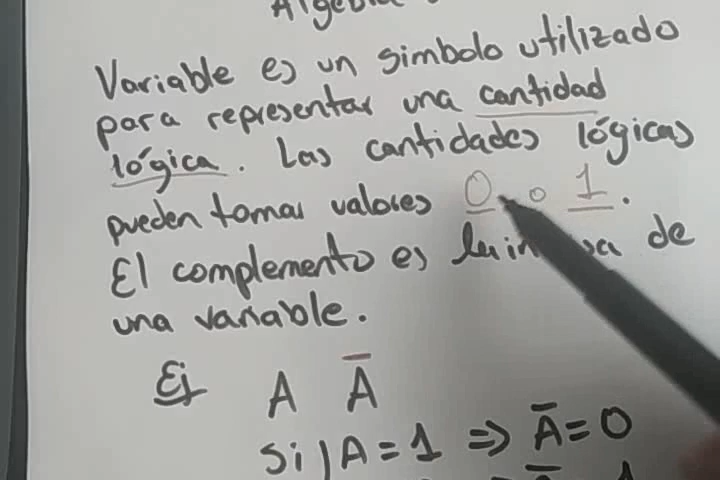 Variable es un simbolo utilizado
para representar una cantidad
lógica. Las cantidades lógicas
pueden tomar valores 0 o 1.
El complemento es de
una variable.
Ej A Ā
Si A = 1 ⇒ Ā = 0